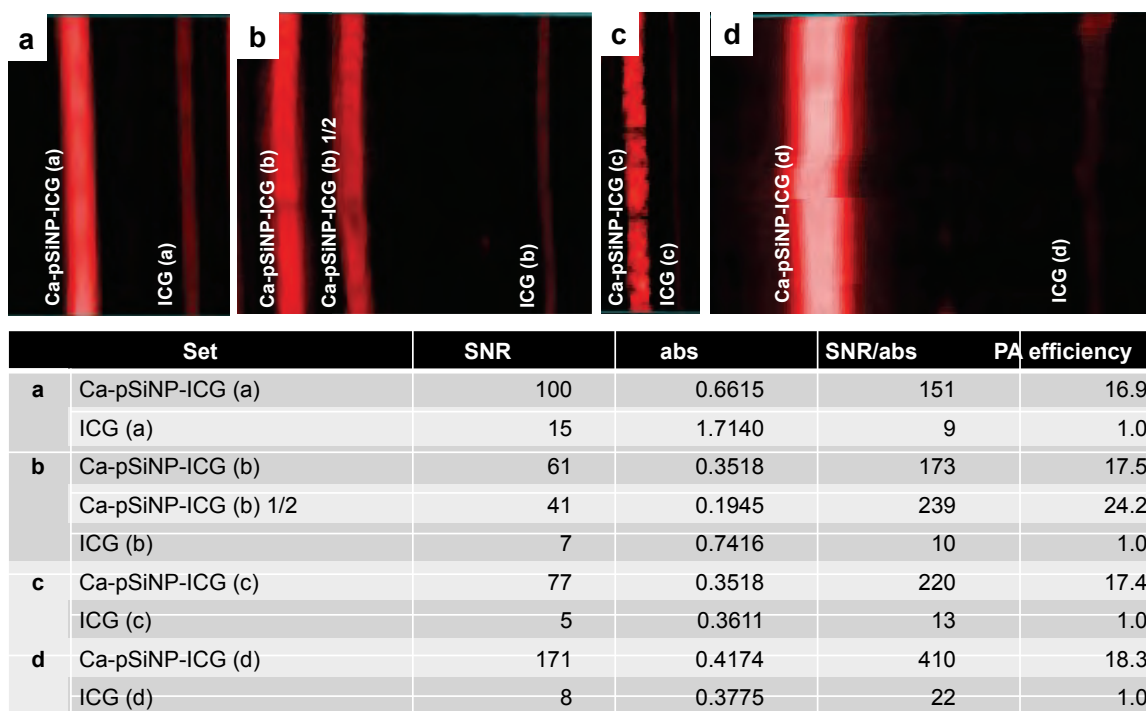 a
b
c
d
Ca-pSiNP-ICG (a)
ICG (a)
Ca-pSiNP-ICG (b)
Ca-pSiNP-ICG (b) 1/2
ICG (b)
Ca-pSiNP-ICG (c)
ICG (c)
Ca-pSiNP-ICG (d)
ICG (d)
Set SNR abs SNR/abs PA efficiency
a Ca-pSiNP-ICG (a) 100 0.6615 151 16.9
ICG (a) 15 1.7140 9 1.0
b Ca-pSiNP-ICG (b) 61 0.3518 173 17.5
Ca-pSiNP-ICG (b) 1/2 41 0.1945 239 24.2
ICG (b) 7 0.7416 10 1.0
c Ca-pSiNP-ICG (c) 77 0.3518 220 17.4
ICG (c) 5 0.3611 13 1.0
d Ca-pSiNP-ICG (d) 171 0.4174 410 18.3
ICG (d) 8 0.3775 22 1.0